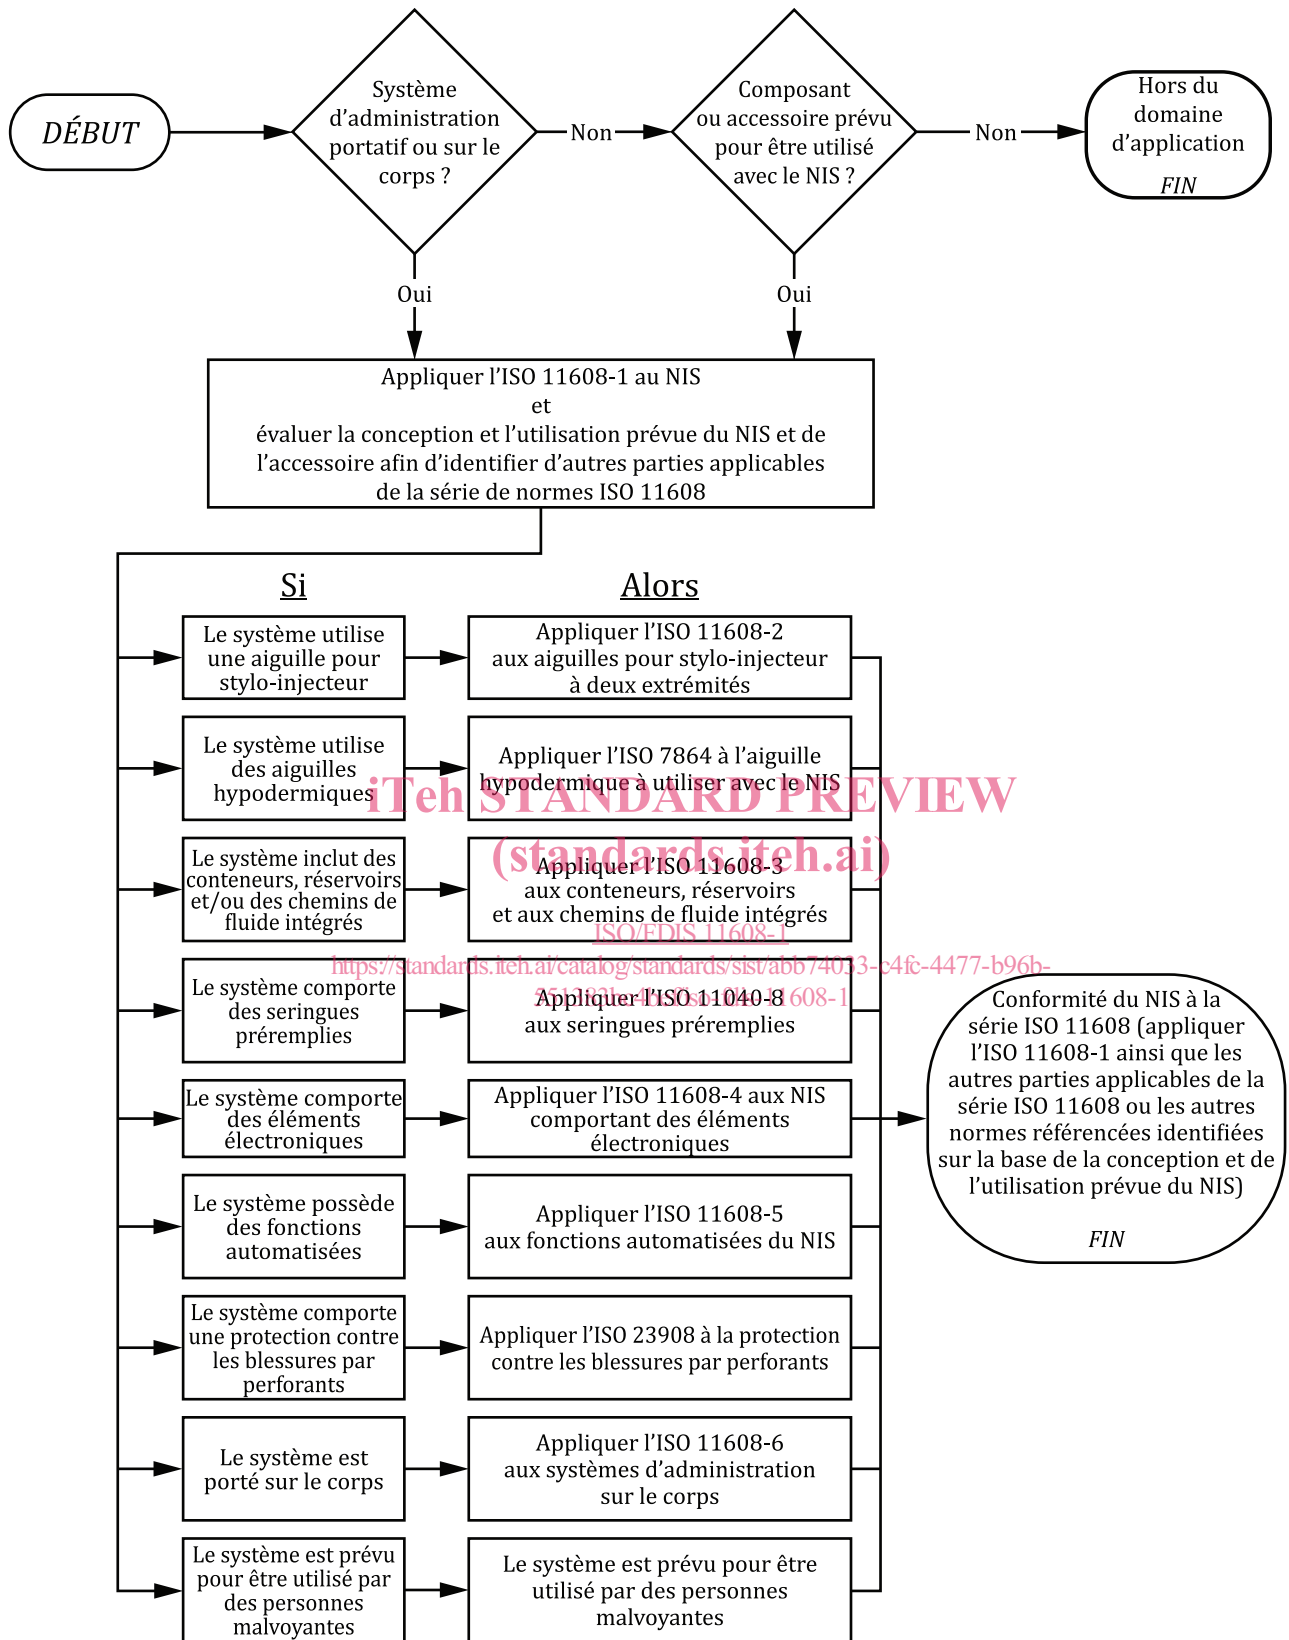 DÉBUT
Système
d’administration
portatif ou sur le
corps ?
Non
Composant
ou accessoire prévu
pour être utilisé
avec le NIS ?
Non
Hors du
domaine
d’application
FIN
Oui
Oui
Appliquer l’ISO 11608-1 au NIS
et
évaluer la conception et l’utilisation prévue du NIS et de
l’accessoire afin d’identifier d’autres parties applicables
de la série de normes ISO 11608
Si
Alors
Le système utilise
une aiguille pour
stylo-injecteur
Appliquer l’ISO 11608-2
aux aiguilles pour stylo-injecteur
à deux extrémités
Le système utilise
des aiguilles
hypodermiques
Appliquer l’ISO 7864 à l’aiguille
hypodermique à utiliser avec le NIS
iTeh STANDARD PREVIEW
(standards.iteh.ai)
Le système inclut des
conteneurs, réservoirs
et/ou des chemins de
fluide intégrés
Appliquer l’ISO 11608-3
aux conteneurs, réservoirs
et aux chemins de fluide intégrés
ISO/FDIS 11608-1
https://standards.iteh.ai/catalog/standards/sist/abb74033-c4fc-4477-b96b-
Le système comporte
des seringues
préremplies
Appliquer l’ISO 11040-8
aux seringues préremplies
Le système comporte
des éléments
électroniques
Appliquer l’ISO 11608-4 aux NIS
comportant des éléments
électroniques
Le système possède
des fonctions
automatisées
Appliquer l’ISO 11608-5
aux fonctions automatisées du NIS
Le système comporte
une protection contre
les blessures par
perforants
Appliquer l’ISO 23908 à la protection
contre les blessures par perforants
Le système est
porté sur le corps
Appliquer l’ISO 11608-6
aux systèmes d’administration
sur le corps
Le système est prévu
pour être utilisé par
des personnes
malvoyantes
Le système est prévu pour être
utilisé par des personnes
malvoyantes
Conformité du NIS à la
série ISO 11608 (appliquer
l’ISO 11608-1 ainsi que les
autres parties applicables de la
série ISO 11608 ou les autres
normes référencées identifiées
sur la base de la conception et de
l’utilisation prévue du NIS)
FIN